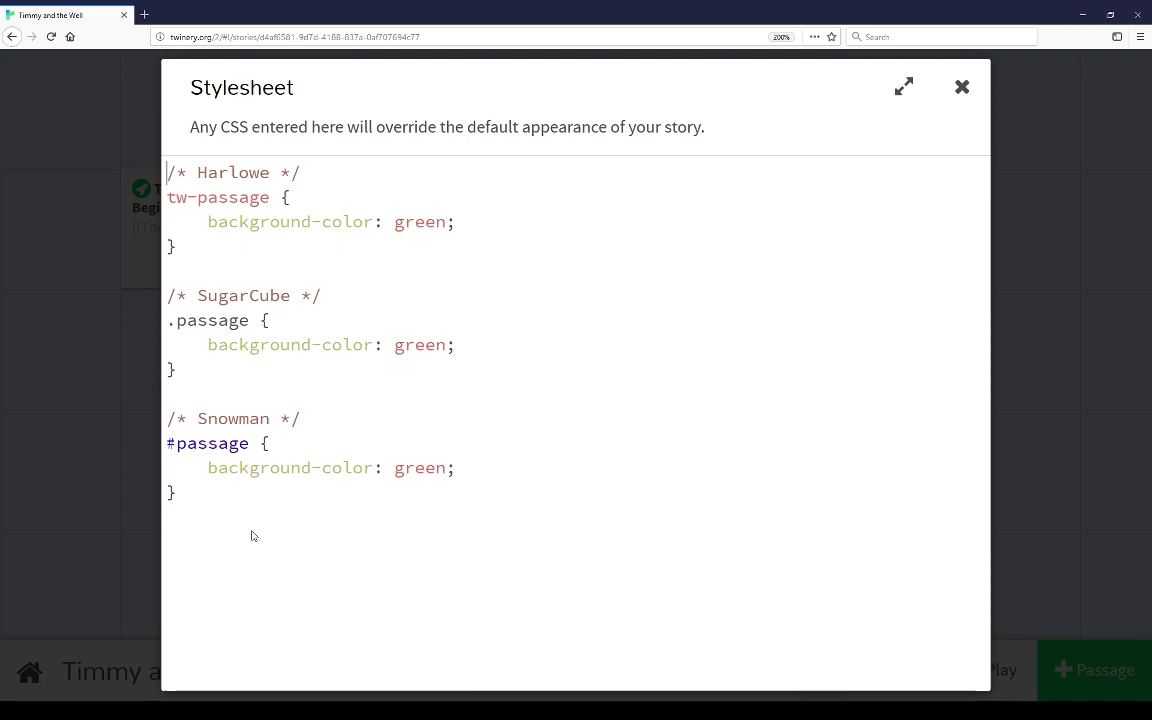 Timmy and the Well
twinery.org/2/#!/stories/d4af6581-9d7d-4188-837a-0af707694c77
200%
Search
Stylesheet
Any CSS entered here will override the default appearance of your story.
/* Harlowe */
tw-passage {
background-color: green;
}
/* SugarCube */
.passage {
background-color: green;
}
/* Snowman */
#passage {
background-color: green;
}
Begi
[[The
Timmy a
Play
Passage